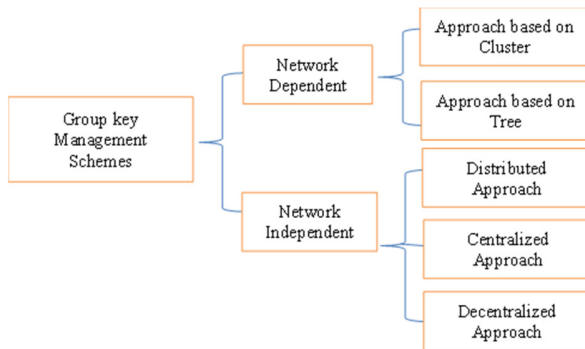 Group key
Management
Schemes
Network
Dependent
Approach based on
Cluster
Approach based on
Tree
Network
Independent
Distributed
Approach
Centralized
Approach
Decentralized
Approach